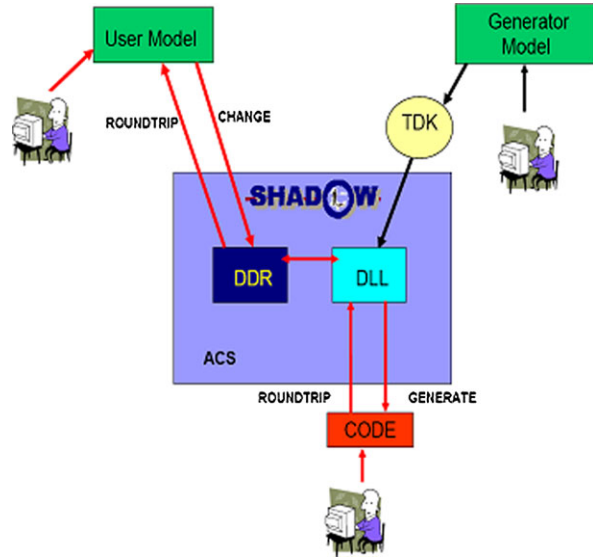 User Model
Generator
Model
ROUNDTRIP
CHANGE
TDK
SHADOW
DDR
DLL
ACS
ROUNDTRIP
GENERATE
CODE